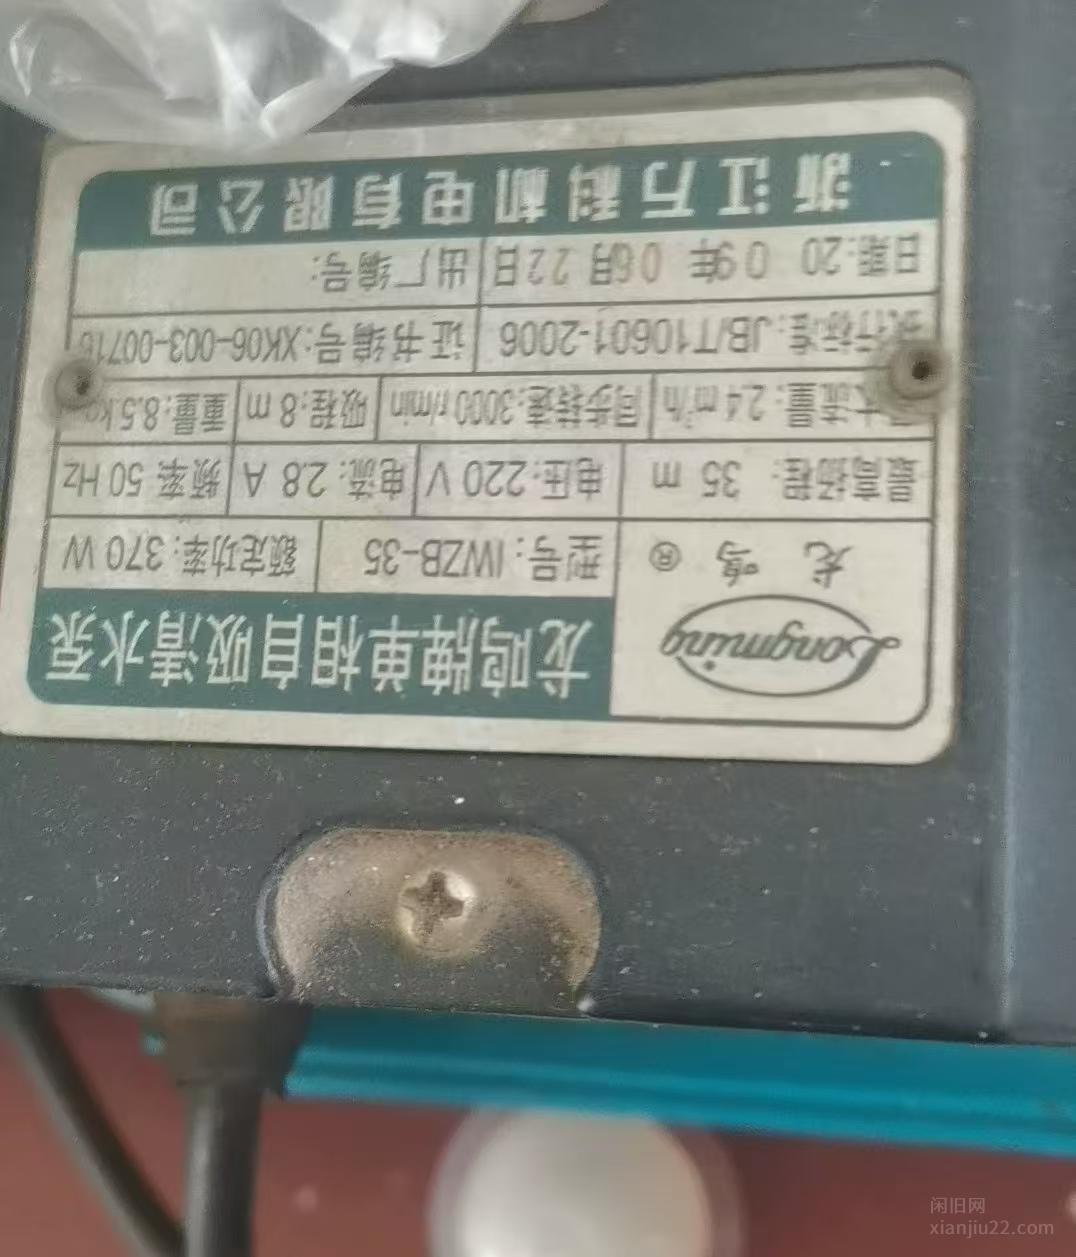 Longming
龙鸣®
龙鸣牌单相自吸清水泵
型号：1WZB-35 额定功率：370 W
最高扬程：35 m 电压：220 V 电流：2.8 A 频率 50 Hz
大流量：2.4 m³/h 同步转速：3000 r/min 吸程：8 m 重量：8.5 kg
执行标准：JB/T10601-2006 证书编号：XK06-003-00716
日期：20 09年 06月 22日 出厂编号：
浙江万科机电有限公司
闲旧网
xianjiu22.com